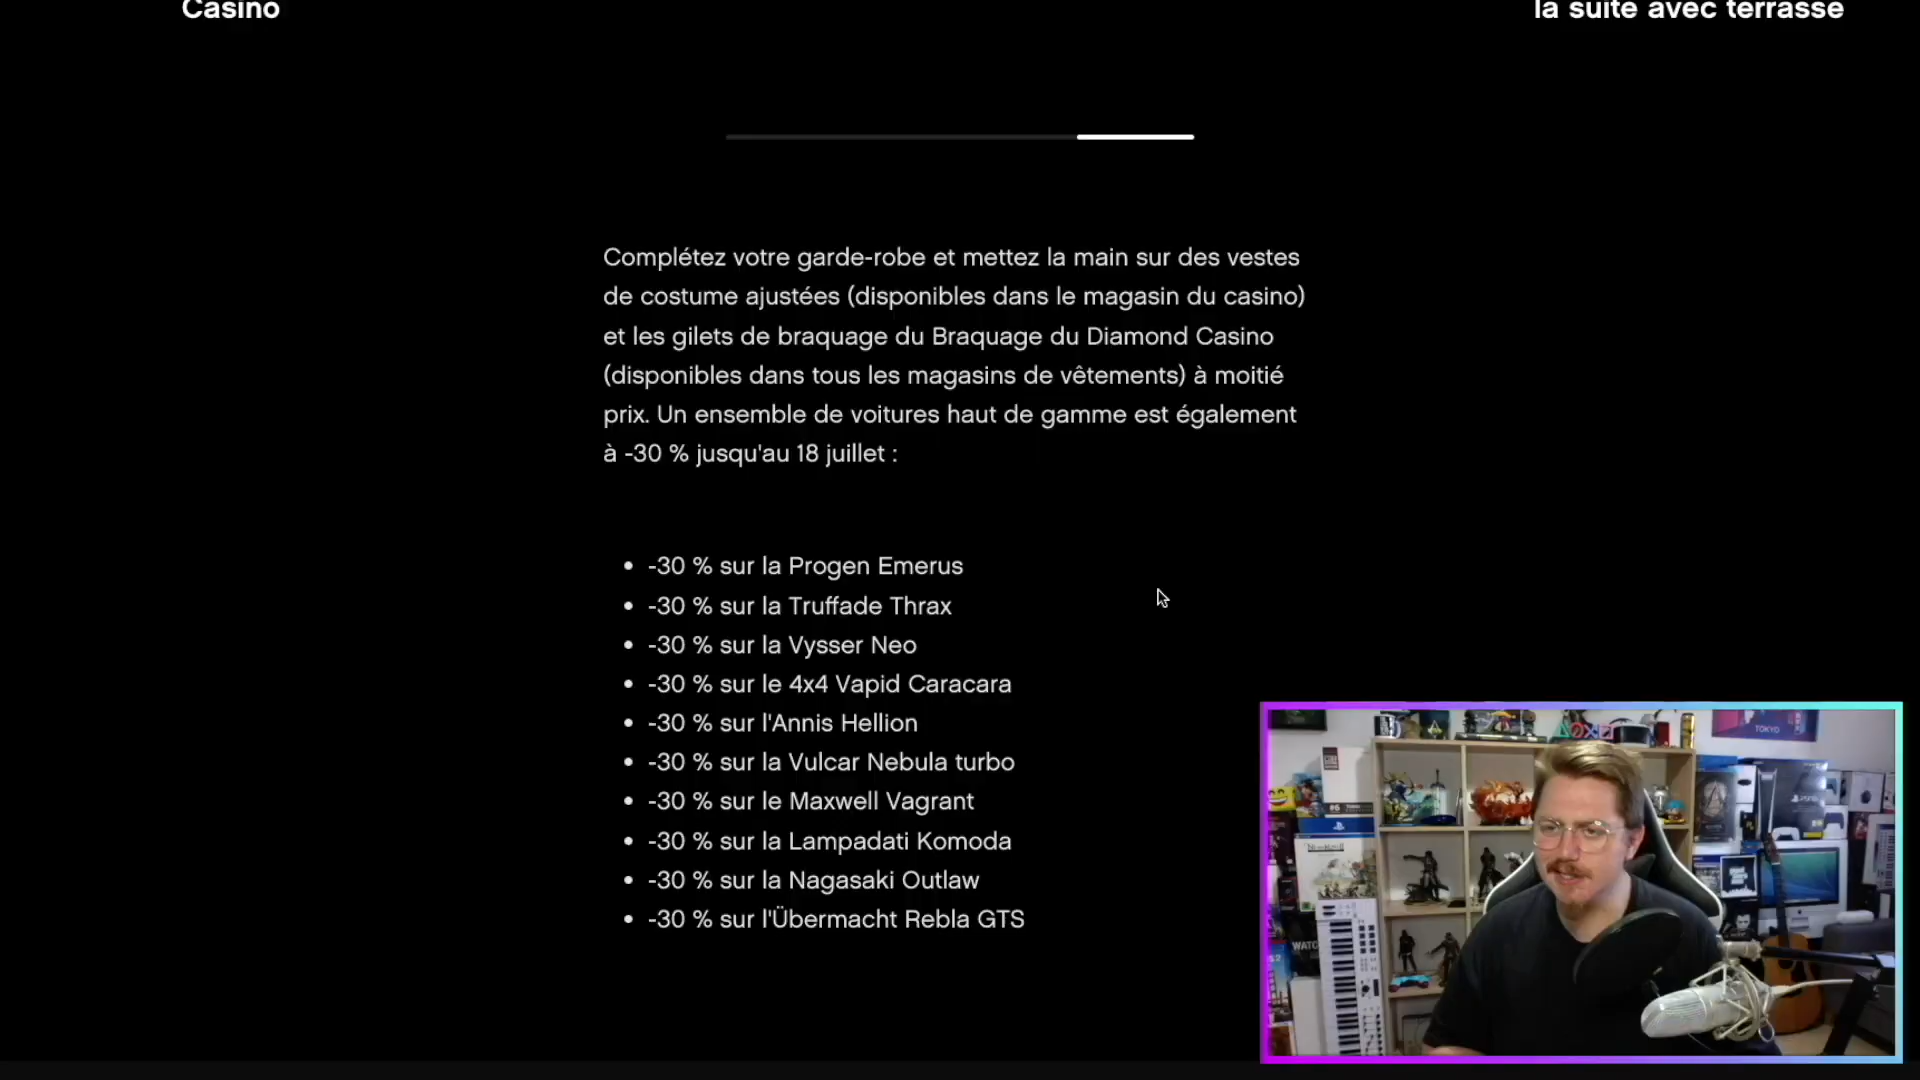 Casino
la suite avec terrasse
Complétez votre garde-robe et mettez la main sur des vestes
de costume ajustées (disponibles dans le magasin du casino)
et les gilets de braquage du Braquage du Diamond Casino
(disponibles dans tous les magasins de vêtements) à moitié
prix. Un ensemble de voitures haut de gamme est également
à -30 % jusqu'au 18 juillet :
• -30 % sur la Progen Emerus
• -30 % sur la Truffade Thrax
• -30 % sur la Vysser Neo
• -30 % sur le 4x4 Vapid Caracara
• -30 % sur l'Annis Hellion
• -30 % sur la Vulcar Nebula turbo
• -30 % sur le Maxwell Vagrant
• -30 % sur la Lampadati Komoda
• -30 % sur la Nagasaki Outlaw
• -30 % sur l'Übermacht Rebla GTS
TOKYO